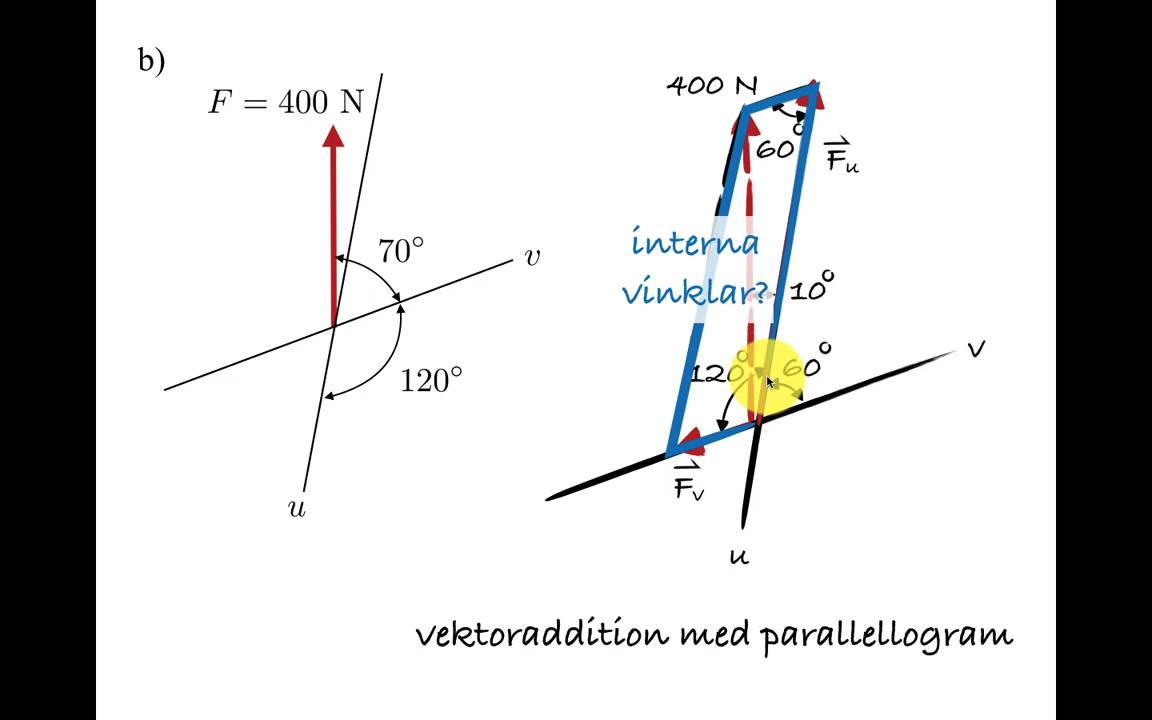 b)
F = 400 N
70°
v
120°
u
400 N
60°
F⃗u
interna
vinklar?
10°
120°
60°
v
F⃗v
u
vektoraddition med parallellogram